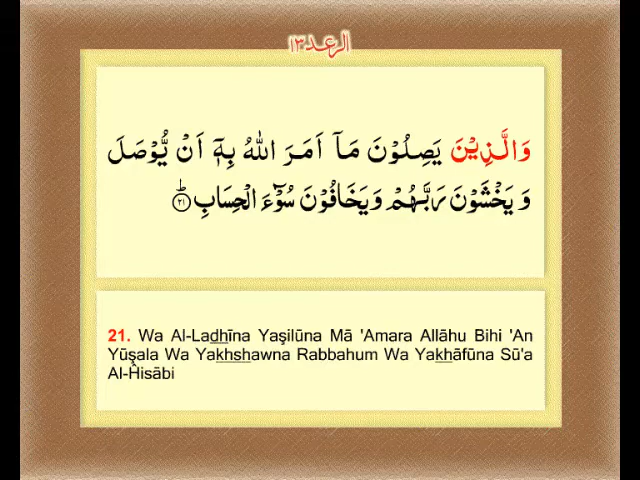 الرعد ١٣
وَالَّذِيْنَ يَصِلُوْنَ مَاۤ اَمَرَ اللّٰهُ بِهٖۤ اَنْ يُّوْصَلَ
وَ يَخْشَوْنَ رَبَّهُمْ وَ يَخَافُوْنَ سُوْٓءَ الْحِسَابِؕ ۝٢١
21. Wa Al-Ladhīna Yaşilūna Mā 'Amara Allāhu Bihi 'An
Yūşala Wa Yakhshawna Rabbahum Wa Yakhāfūna Sū'a
Al-Ĥisābi